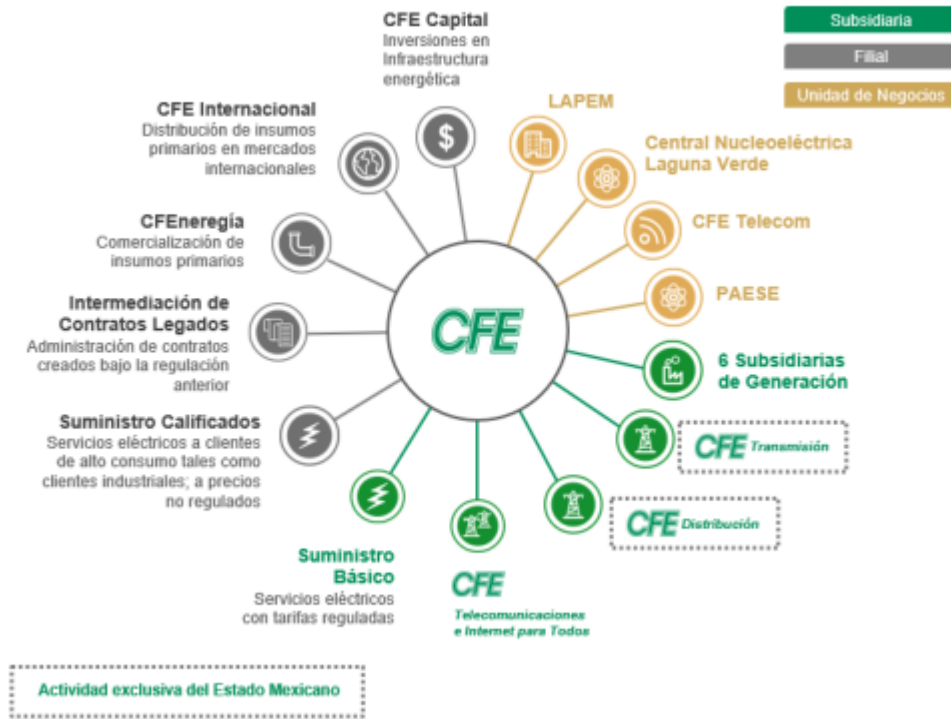 CFE Capital
Inversiones en
Infraestructura
energética
Subsidiaria
Filial
Unidad de Negocios
LAPEM
CFE Internacional
Distribución de insumos
primarios en mercados
internacionales
$
Central Nucleoeléctrica
Laguna Verde
CFEneregía
Comercialización de
insumos primarios
CFE Telecom
Intermediación de
Contratos Legados
Administración de contratos
creados bajo la regulación
anterior
CFE
PAESE
6 Subsidiarias
de Generación
Suministro Calificados
Servicios eléctricos a clientes
de alto consumo tales como
clientes industriales; a precios
no regulados
CFE Transmisión
CFE Distribución
Suministro
Básico
Servicios eléctricos
con tarifas reguladas
CFE
Telecomunicaciones
e Internet para Todos
Actividad exclusiva del Estado Mexicano